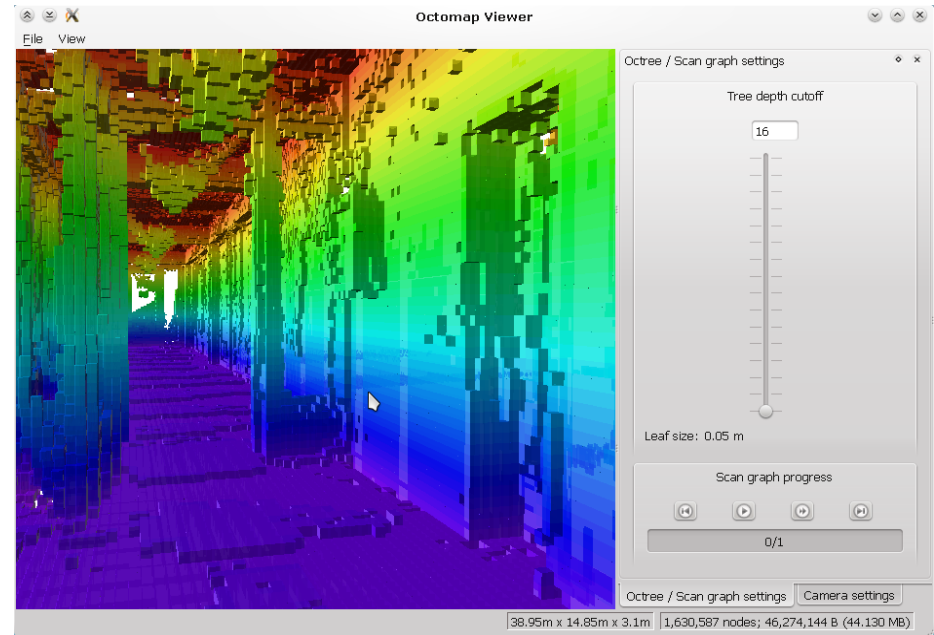 Octomap Viewer
File View
Octree / Scan graph settings
Tree depth cutoff
16
Leaf size: 0.05 m
Scan graph progress
0/1
Octree / Scan graph settings Camera settings
38.95m x 14.85m x 3.1m 1,630,587 nodes; 46,274,144 B (44.130 MB)